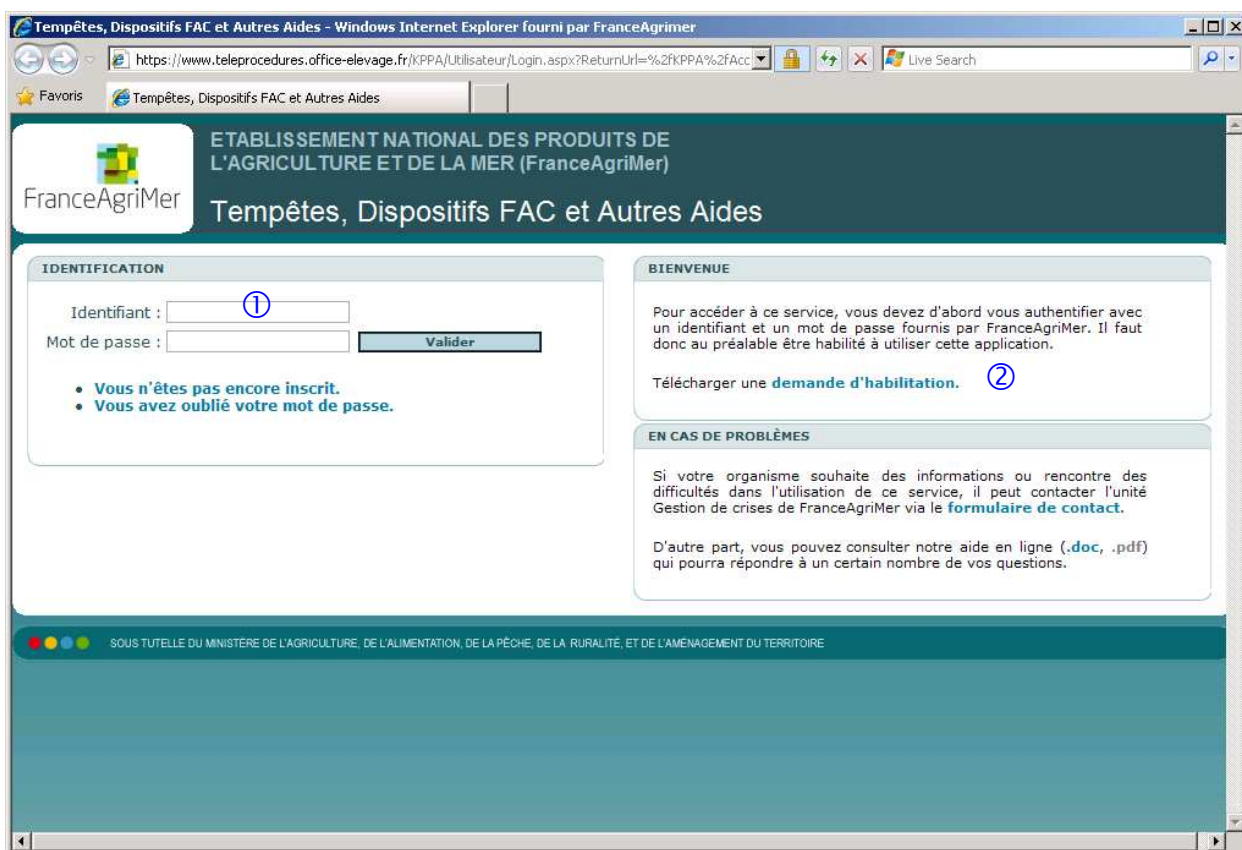 Tempêtes, Dispositifs FAC et Autres Aides - Windows Internet Explorer fourni par FranceAgrimer
https://www.teleprocedures.office-elevage.fr/KPPA/Utilisateur/Login.aspx?ReturnUrl=%2fKPPA%2fAcc
Live Search
Favoris
Tempêtes, Dispositifs FAC et Autres Aides
FranceAgriMer
ETABLISSEMENT NATIONAL DES PRODUITS DE
L'AGRICULTURE ET DE LA MER (FranceAgriMer)
Tempêtes, Dispositifs FAC et Autres Aides
IDENTIFICATION
Identifiant : ①
Mot de passe : Valider
• Vous n'êtes pas encore inscrit.
• Vous avez oublié votre mot de passe.
BIENVENUE
Pour accéder à ce service, vous devez d'abord vous authentifier avec
un identifiant et un mot de passe fournis par FranceAgriMer. Il faut
donc au préalable être habilité à utiliser cette application.
Télécharger une demande d'habilitation. ②
EN CAS DE PROBLÈMES
Si votre organisme souhaite des informations ou rencontre des
difficultés dans l'utilisation de ce service, il peut contacter l'unité
Gestion de crises de FranceAgriMer via le formulaire de contact.
D'autre part, vous pouvez consulter notre aide en ligne (.doc, .pdf)
qui pourra répondre à un certain nombre de vos questions.
SOUS TUTELLE DU MINISTÈRE DE L'AGRICULTURE, DE L'ALIMENTATION, DE LA PÊCHE, DE LA RURALITÉ, ET DE L'AMÉNAGEMENT DU TERRITOIRE